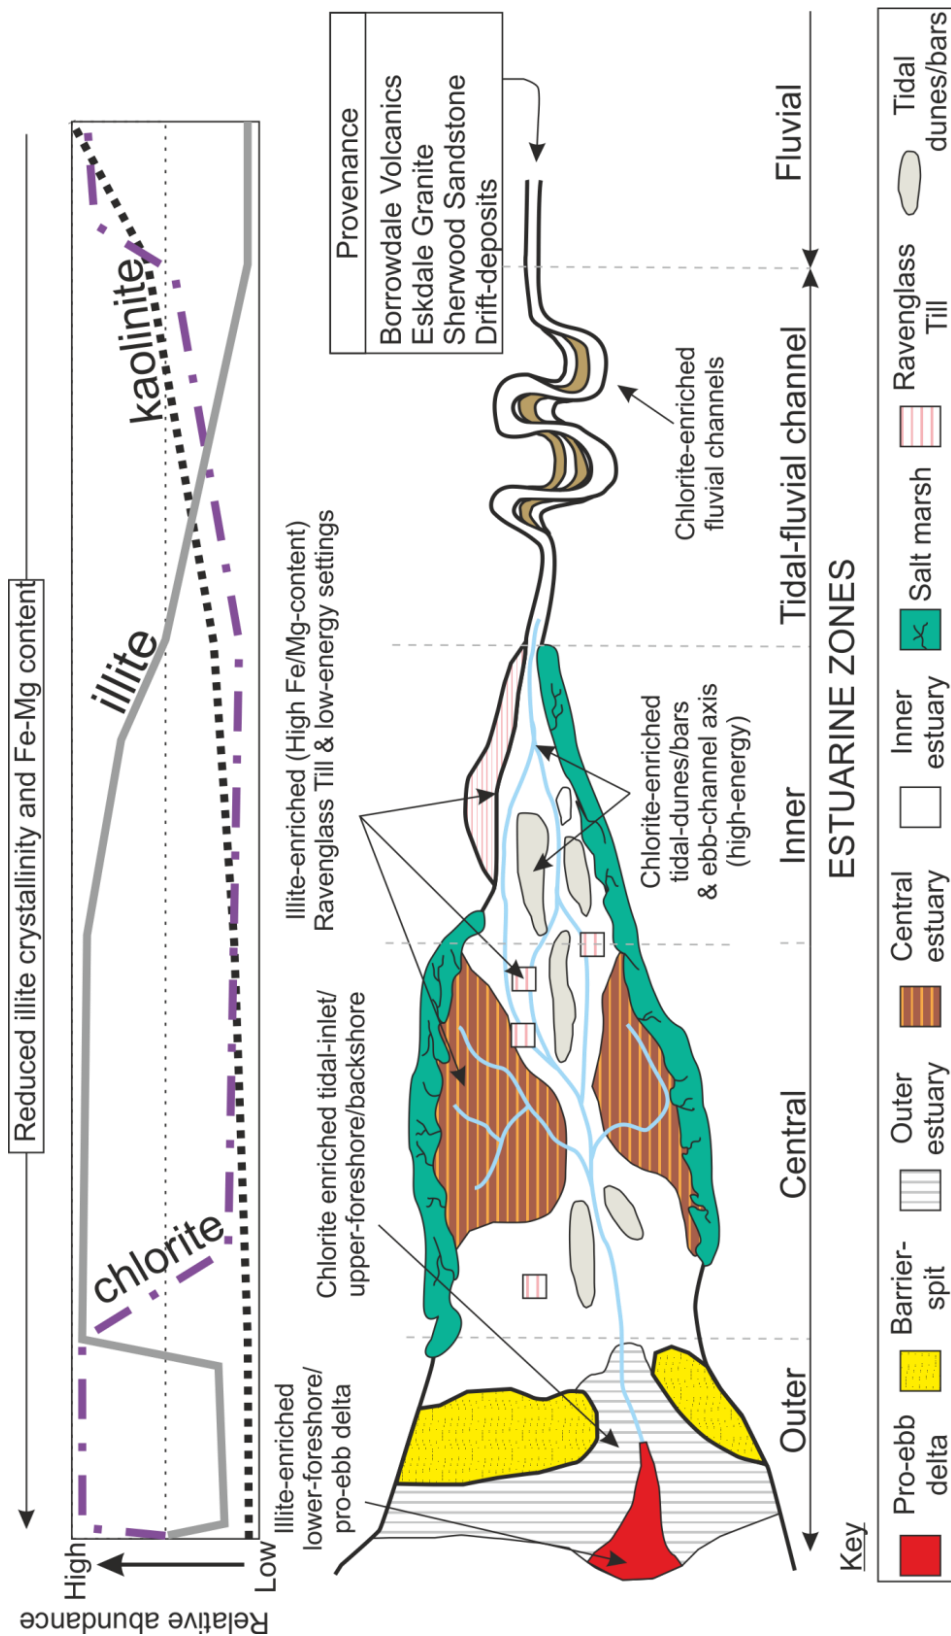 Reduced illite crystallinity and Fe-Mg content
Relative abundance
High
Low
chlorite
illite
kaolinite
Illite-enriched
lower-foreshore/
pro-ebb delta
Chlorite enriched tidal-inlet/
upper-foreshore/backshore
Illite-enriched (High Fe/Mg-content)
Ravenglass Till & low-energy settings
Provenance
Borrowdale Volcanics
Eskdale Granite
Sherwood Sandstone
Drift-deposits
Chlorite-enriched
tidal-dunes/bars
& ebb-channel axis
(high-energy)
Chlorite-enriched
fluvial channels
Outer
Central
Inner
Tidal-fluvial channel
Fluvial
ESTUARINE ZONES
Key
Pro-ebb
delta
Barrier-
spit
Outer
estuary
Central
estuary
Inner
estuary
Salt marsh
Ravenglass
Till
Tidal
dunes/bars